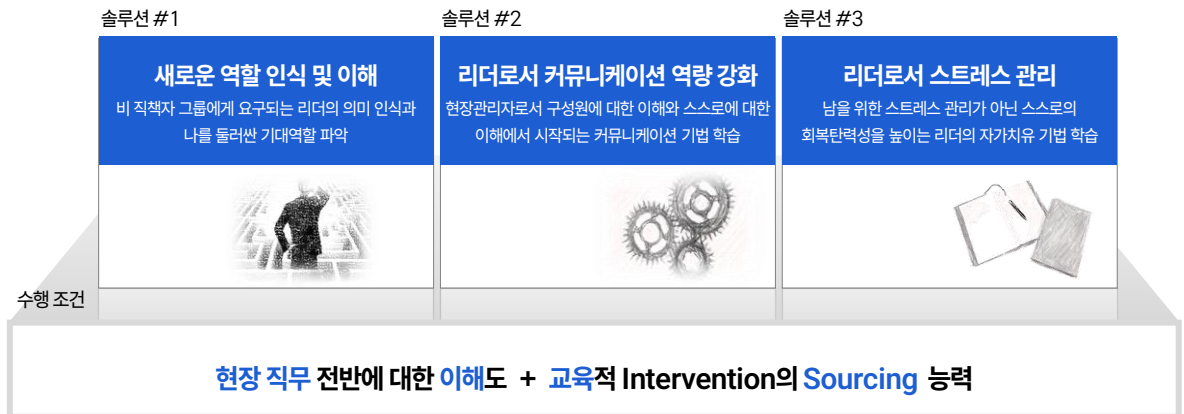 솔루션 #1
새로운 역할 인식 및 이해
비 직책자 그룹에게 요구되는 리더의 의미 인식과
나를 둘러싼 기대역할 파악
솔루션 #2
리더로서 커뮤니케이션 역량 강화
현장관리자로서 구성원에 대한 이해와 스스로에 대한
이해에서 시작되는 커뮤니케이션 기법 학습
솔루션 #3
리더로서 스트레스 관리
남을 위한 스트레스 관리가 아닌 스스로의
회복탄력성을 높이는 리더의 자가치유 기법 학습
수행 조건
현장 직무 전반에 대한 이해도 + 교육적 Intervention의 Sourcing 능력